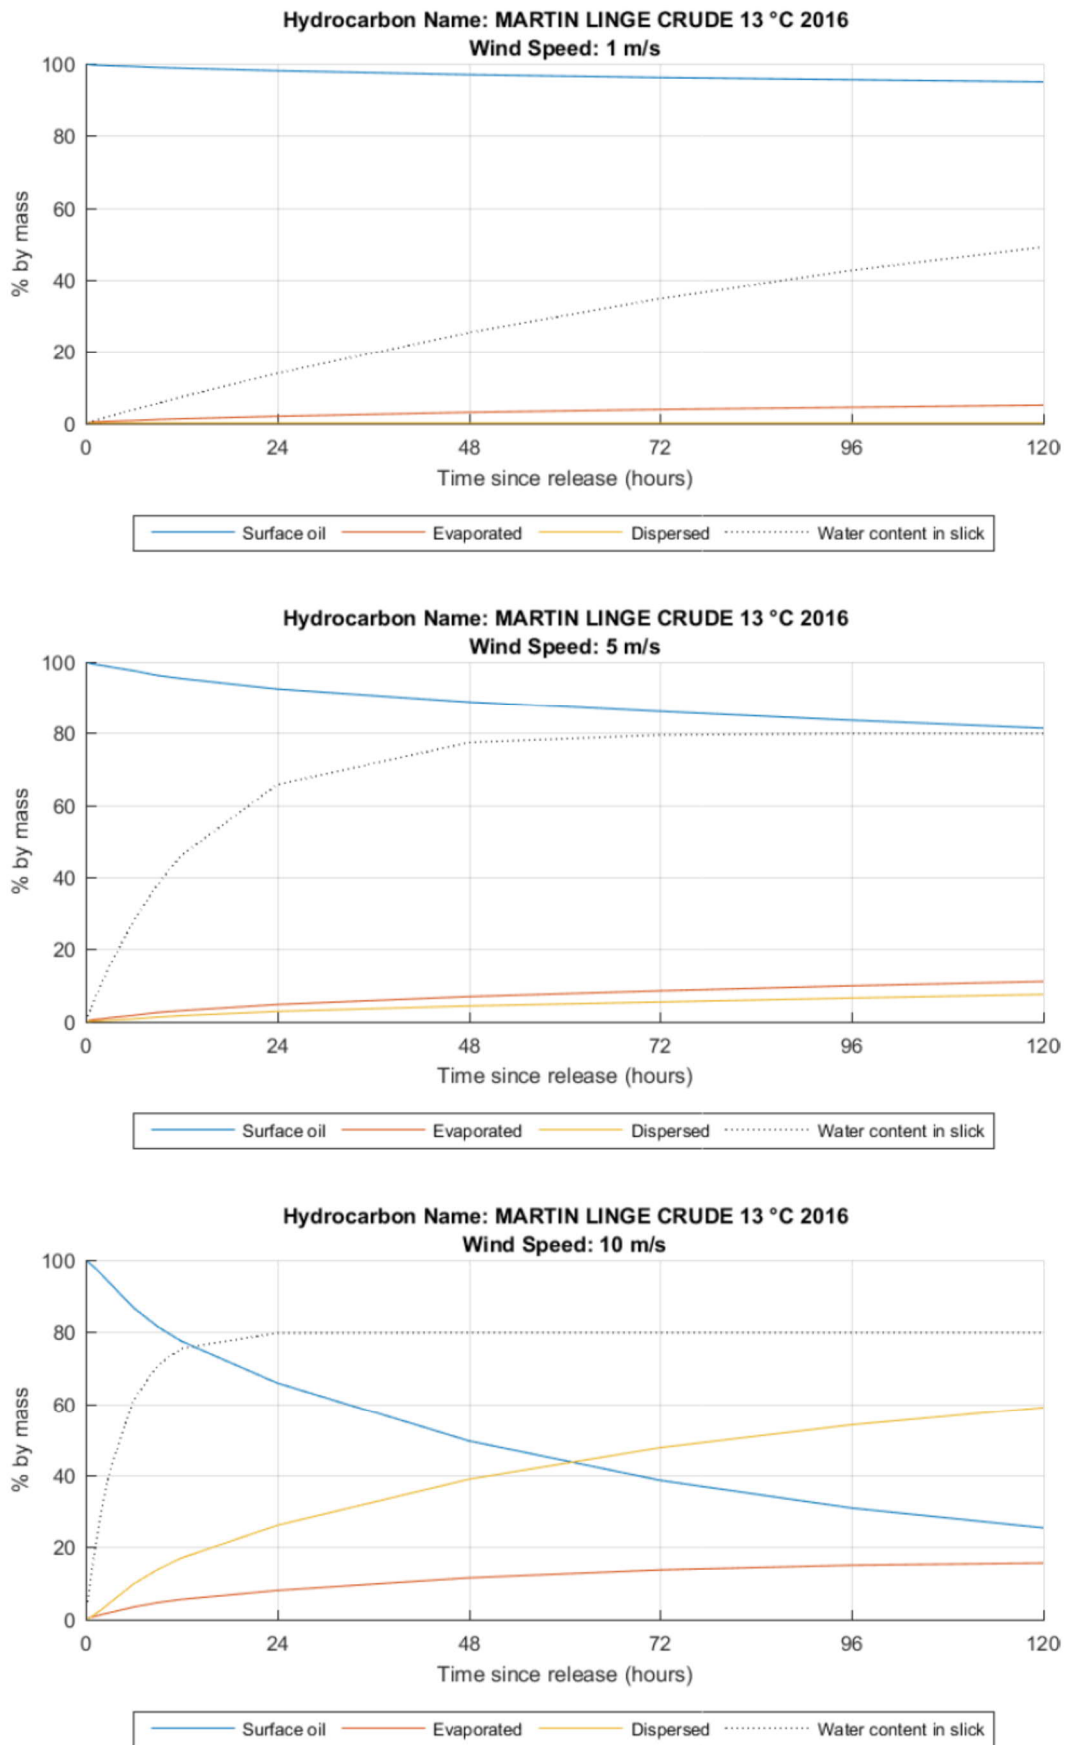 Hydrocarbon Name: MARTIN LINGE CRUDE 13 °C 2016
Wind Speed: 1 m/s
100
80
60
40
20
0
% by mass
0 24 48 72 96 120
Time since release (hours)
Surface oil Evaporated Dispersed Water content in slick
Hydrocarbon Name: MARTIN LINGE CRUDE 13 °C 2016
Wind Speed: 5 m/s
100
80
60
40
20
0
% by mass
0 24 48 72 96 120
Time since release (hours)
Surface oil Evaporated Dispersed Water content in slick
Hydrocarbon Name: MARTIN LINGE CRUDE 13 °C 2016
Wind Speed: 10 m/s
100
80
60
40
20
0
% by mass
0 24 48 72 96 120
Time since release (hours)
Surface oil Evaporated Dispersed Water content in slick